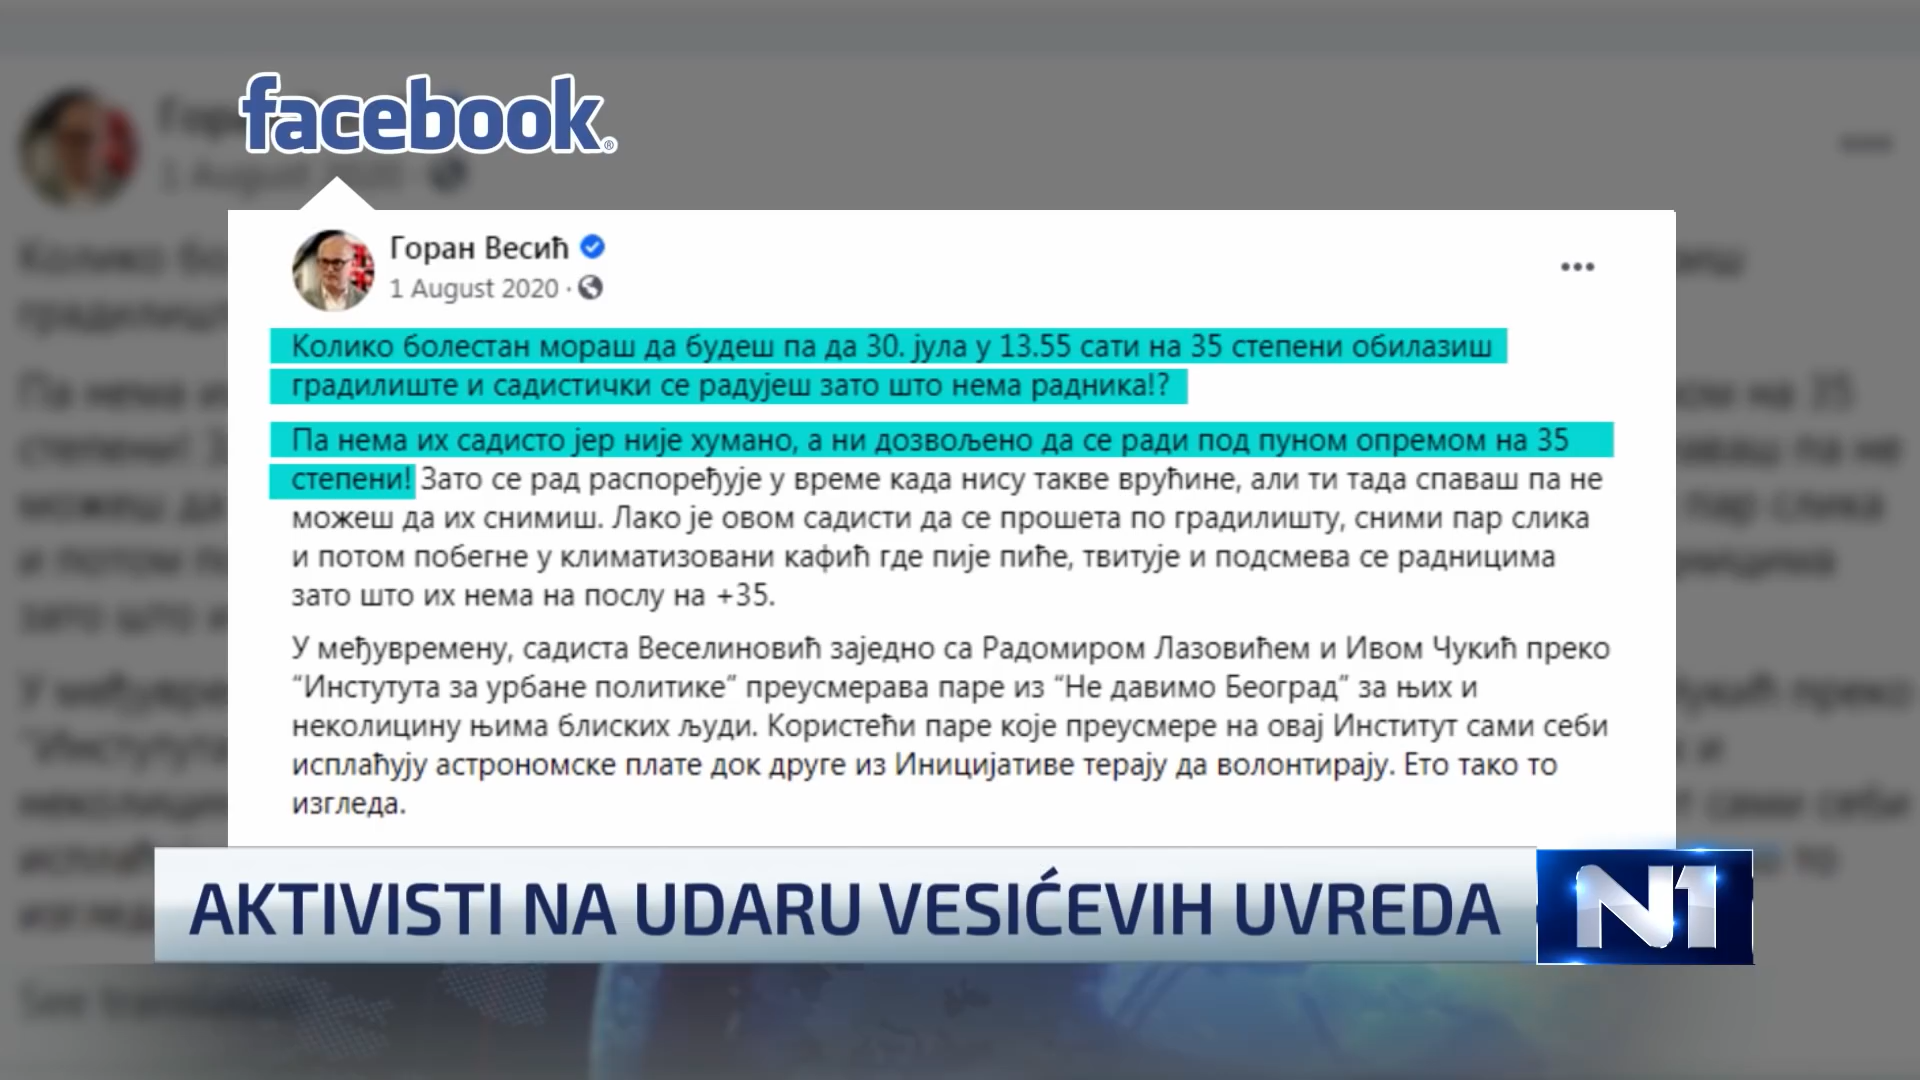 facebook®
Горан Весић
1 August 2020 ·
Колико болестан мораш да будеш па да 30. јула у 13.55 сати на 35 степени обилазиш
градилиште и садистички се радујеш зато што нема радника!?
Па нема их садисто јер није хумано, а ни дозвољено да се ради под пуном опремом на 35
степени! Зато се рад распоређује у време када нису такве врућине, али ти тада спаваш па не
можеш да их снимиш. Лако је овом садисти да се прошета по градилишту, сними пар слика
и потом побегне у климатизовани кафић где пије пиће, твитује и подсмева се радницима
зато што их нема на послу на +35.
У међувремену, садиста Веселиновић заједно са Радомиром Лазовићем и Ивом Чукић преко
“Инстутута за урбане политике” преусмерава паре из “Не давимо Београд” за њих и
неколицину њима блиских људи. Користећи паре које преусмере на овај Институт сами себи
исплаћују астрономске плате док друге из Иницијативе терају да волонтирају. Ето тако то
изгледа.
AKTIVISTI NA UDARU VESIĆEVIH UVREDA
N1